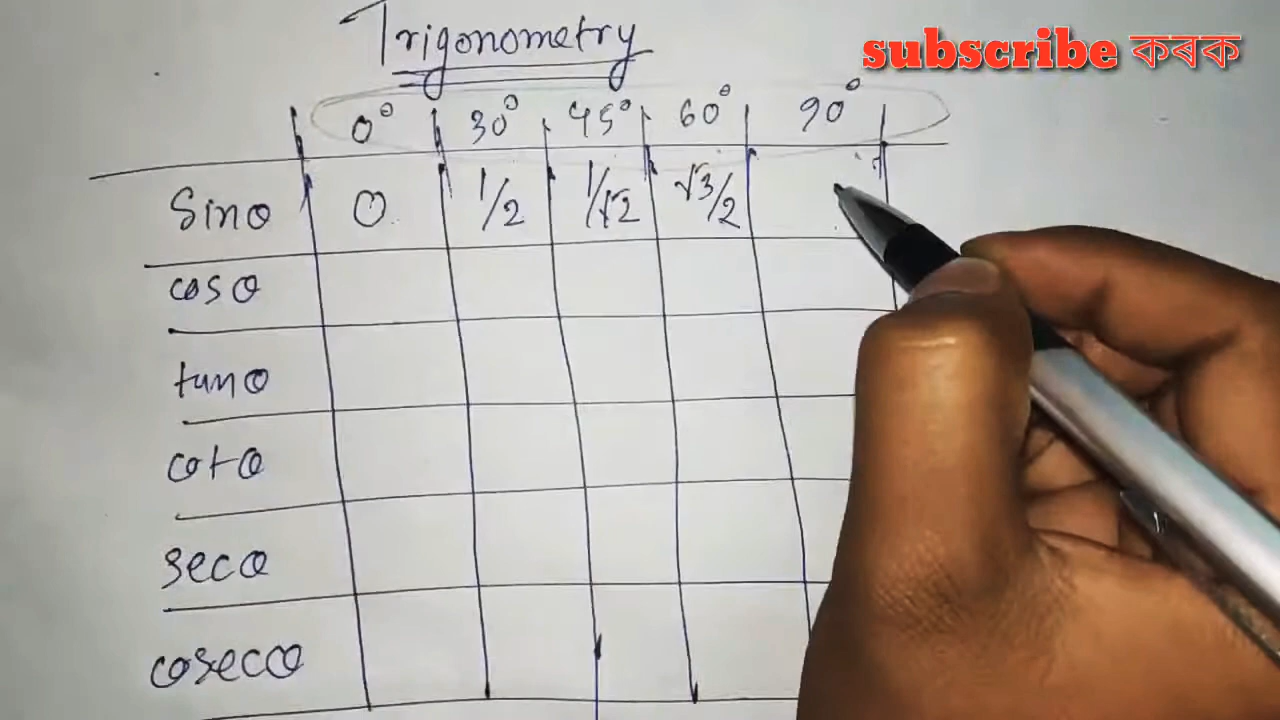 Trigonometry
subscribe কৰক
0° 30° 45° 60° 90°
Sinθ 0 1/2 1/√2 √3/2
cosθ
tanθ
cotθ
secθ
cosecθ